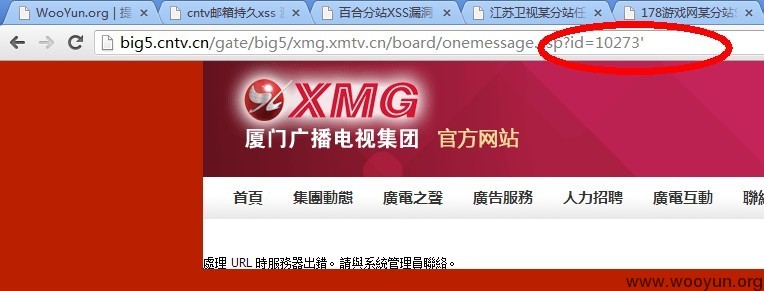 WooYun.org | 提
cntv邮箱持久xss 漏
百合分站XSS漏洞
江苏卫视某分站任
178游戏网某分站S
big5.cntv.cn/gate/big5/xmg.xmtv.cn/board/onemessage.asp?id=10273'
XMG
厦门广播电视集团 官方网站
首頁 集團動態 廣電之聲 廣告服務 人力招聘 廣電互動 聯絡
處理 URL 時服務器出錯。請與系統管理員聯絡。
www.wooyun.org